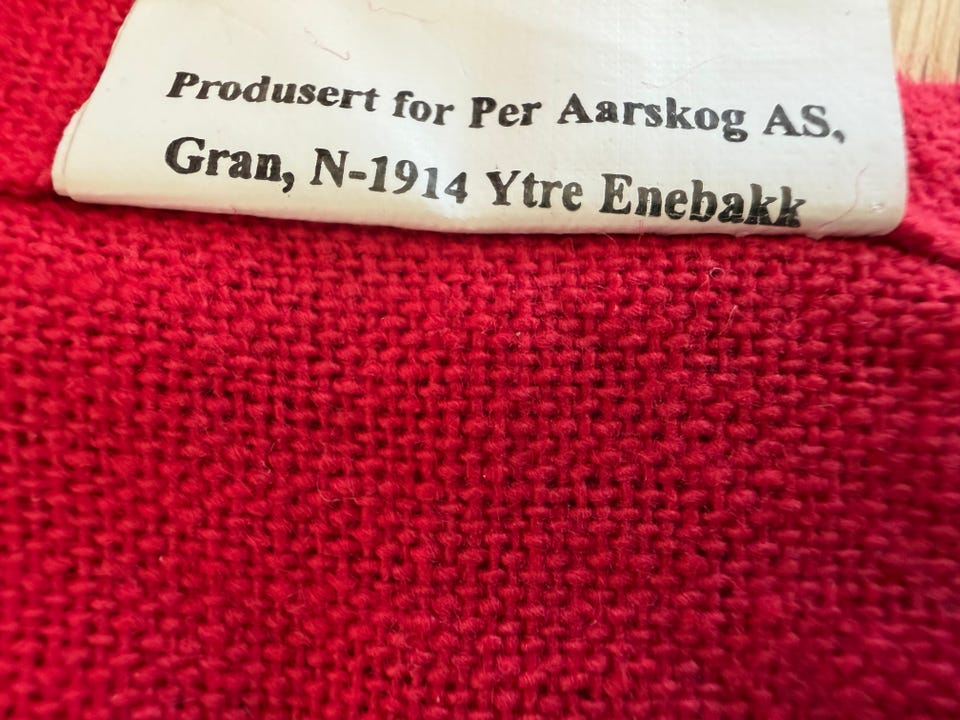 Produsert for Per Aarskog AS,
Gran, N-1914 Ytre Enebakk